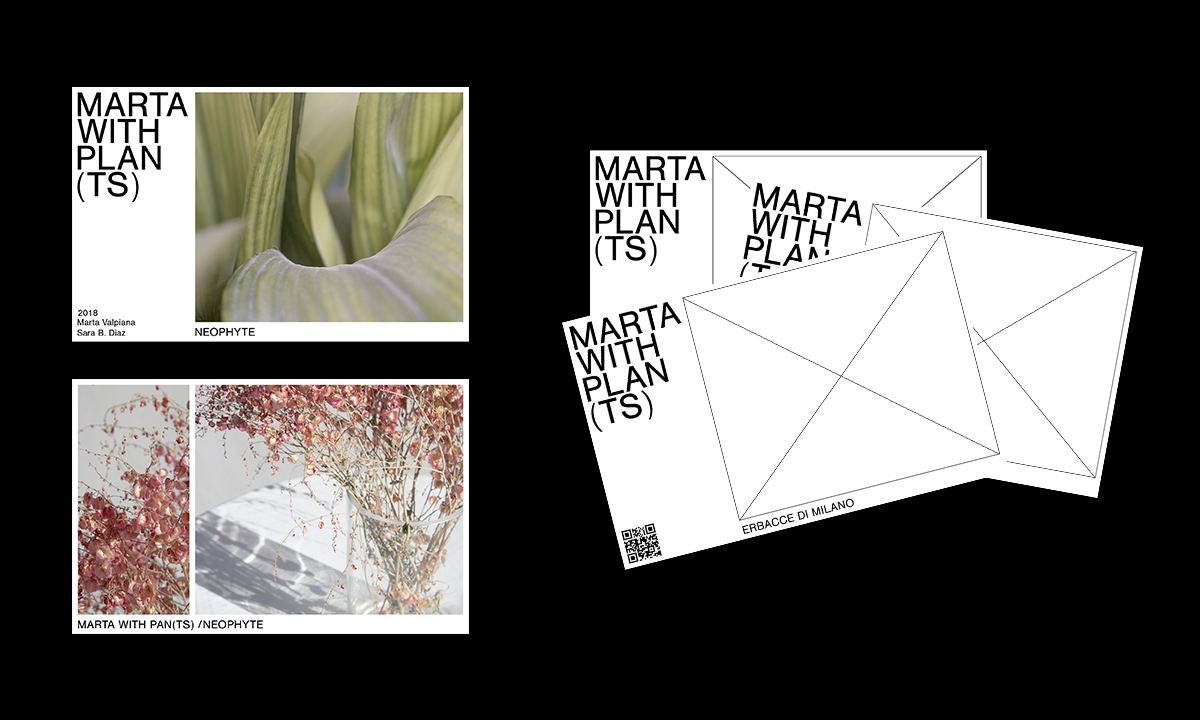 MARTA
WITH
PLAN
(TS)
2018
Marta Valpiana
Sara B. Diaz
NEOPHYTE
MARTA WITH PAN(TS) /NEOPHYTE
MARTA
WITH
PLAN
(TS)
MARTA
WITH
PLAN
(T
MARTA
WITH
PLAN
(TS)
ERBACCE DI MILANO